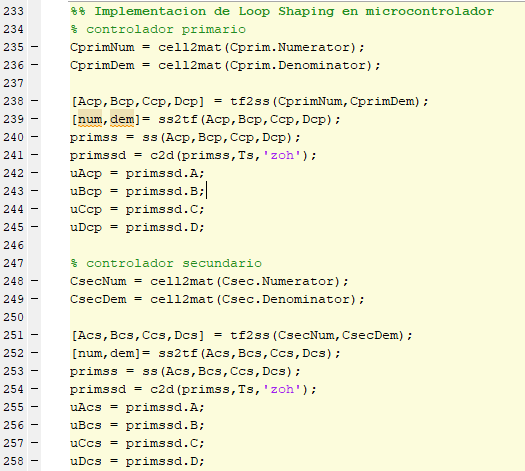 233 %% Implementacion de Loop Shaping en microcontrolador
234 % controlador primario
235 – CprimNum = cell2mat(Cprim.Numerator);
236 – CprimDem = cell2mat(Cprim.Denominator);
237
238 – [Acp,Bcp,Ccp,Dcp] = tf2ss(CprimNum,CprimDem);
239 – [num,dem]= ss2tf(Acp,Bcp,Ccp,Dcp);
240 – primss = ss(Acp,Bcp,Ccp,Dcp);
241 – primssd = c2d(primss,Ts,'zoh');
242 – uAcp = primssd.A;
243 – uBcp = primssd.B;
244 – uCcp = primssd.C;
245 – uDcp = primssd.D;
246
247 % controlador secundario
248 – CsecNum = cell2mat(Csec.Numerator);
249 – CsecDem = cell2mat(Csec.Denominator);
250
251 – [Acs,Bcs,Ccs,Dcs] = tf2ss(CsecNum,CsecDem);
252 – [num,dem]= ss2tf(Acs,Bcs,Ccs,Dcs);
253 – primss = ss(Acs,Bcs,Ccs,Dcs);
254 – primssd = c2d(primss,Ts,'zoh');
255 – uAcs = primssd.A;
256 – uBcs = primssd.B;
257 – uCcs = primssd.C;
258 – uDcs = primssd.D;